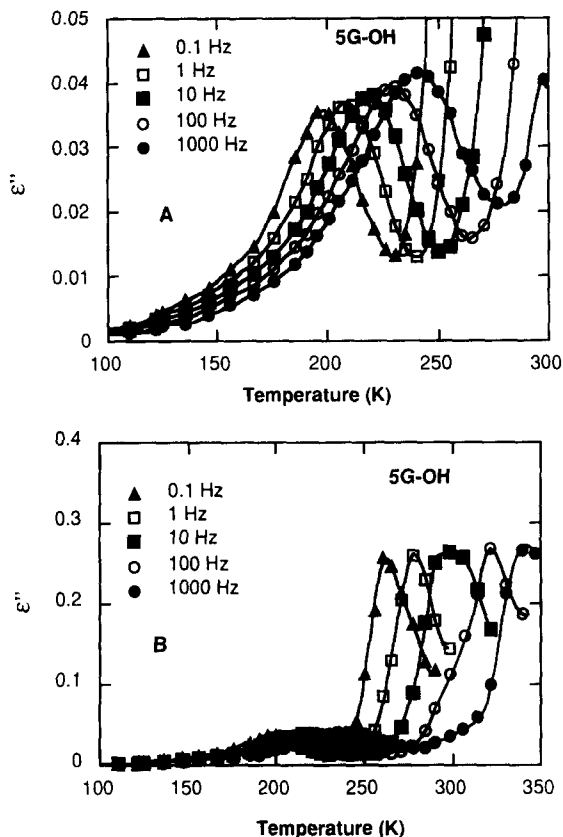 5G-OH
0.1 Hz
1 Hz
10 Hz
100 Hz
1000 Hz
A
ε"
0.05
0.04
0.03
0.02
0.01
0
100 150 200 250 300
Temperature (K)
5G-OH
0.1 Hz
1 Hz
10 Hz
100 Hz
1000 Hz
B
ε"
0.4
0.3
0.2
0.1
0
100 150 200 250 300 350
Temperature (K)